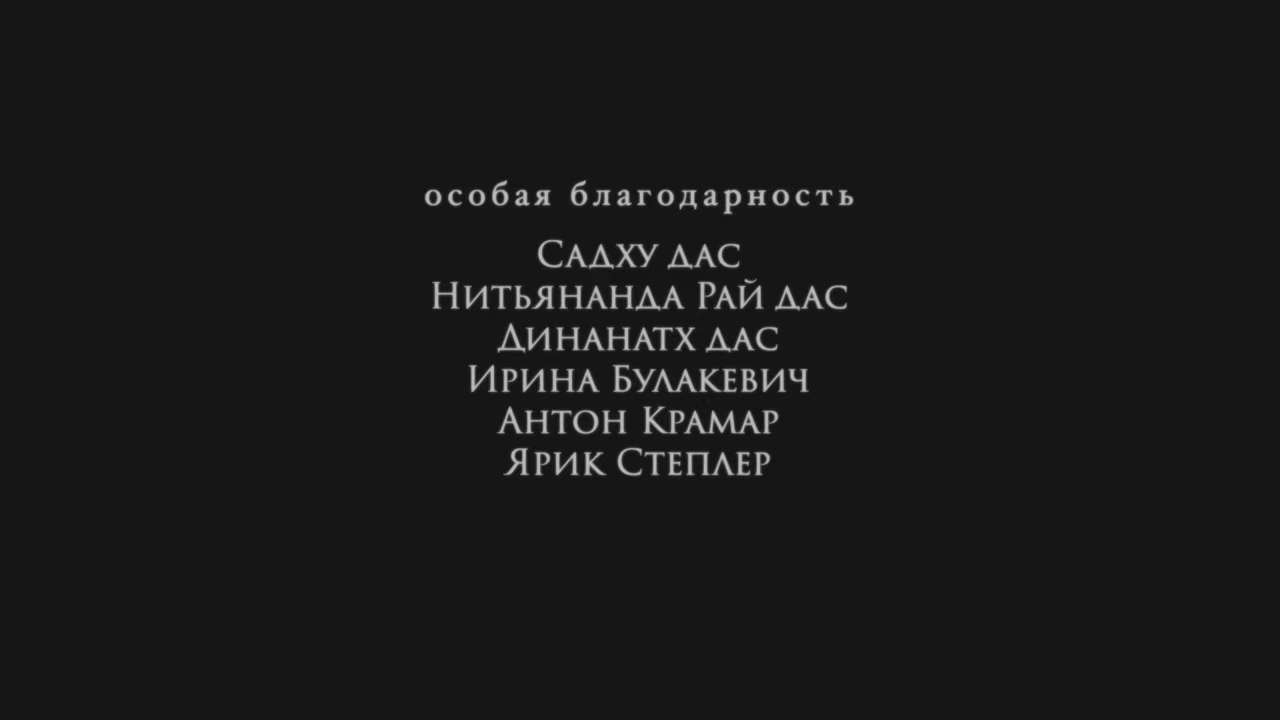 особая благодарность
Садху дас
Нитьянанда Рай дас
Динанатх дас
Ирина Булакевич
Антон Крамар
Ярик Степлер